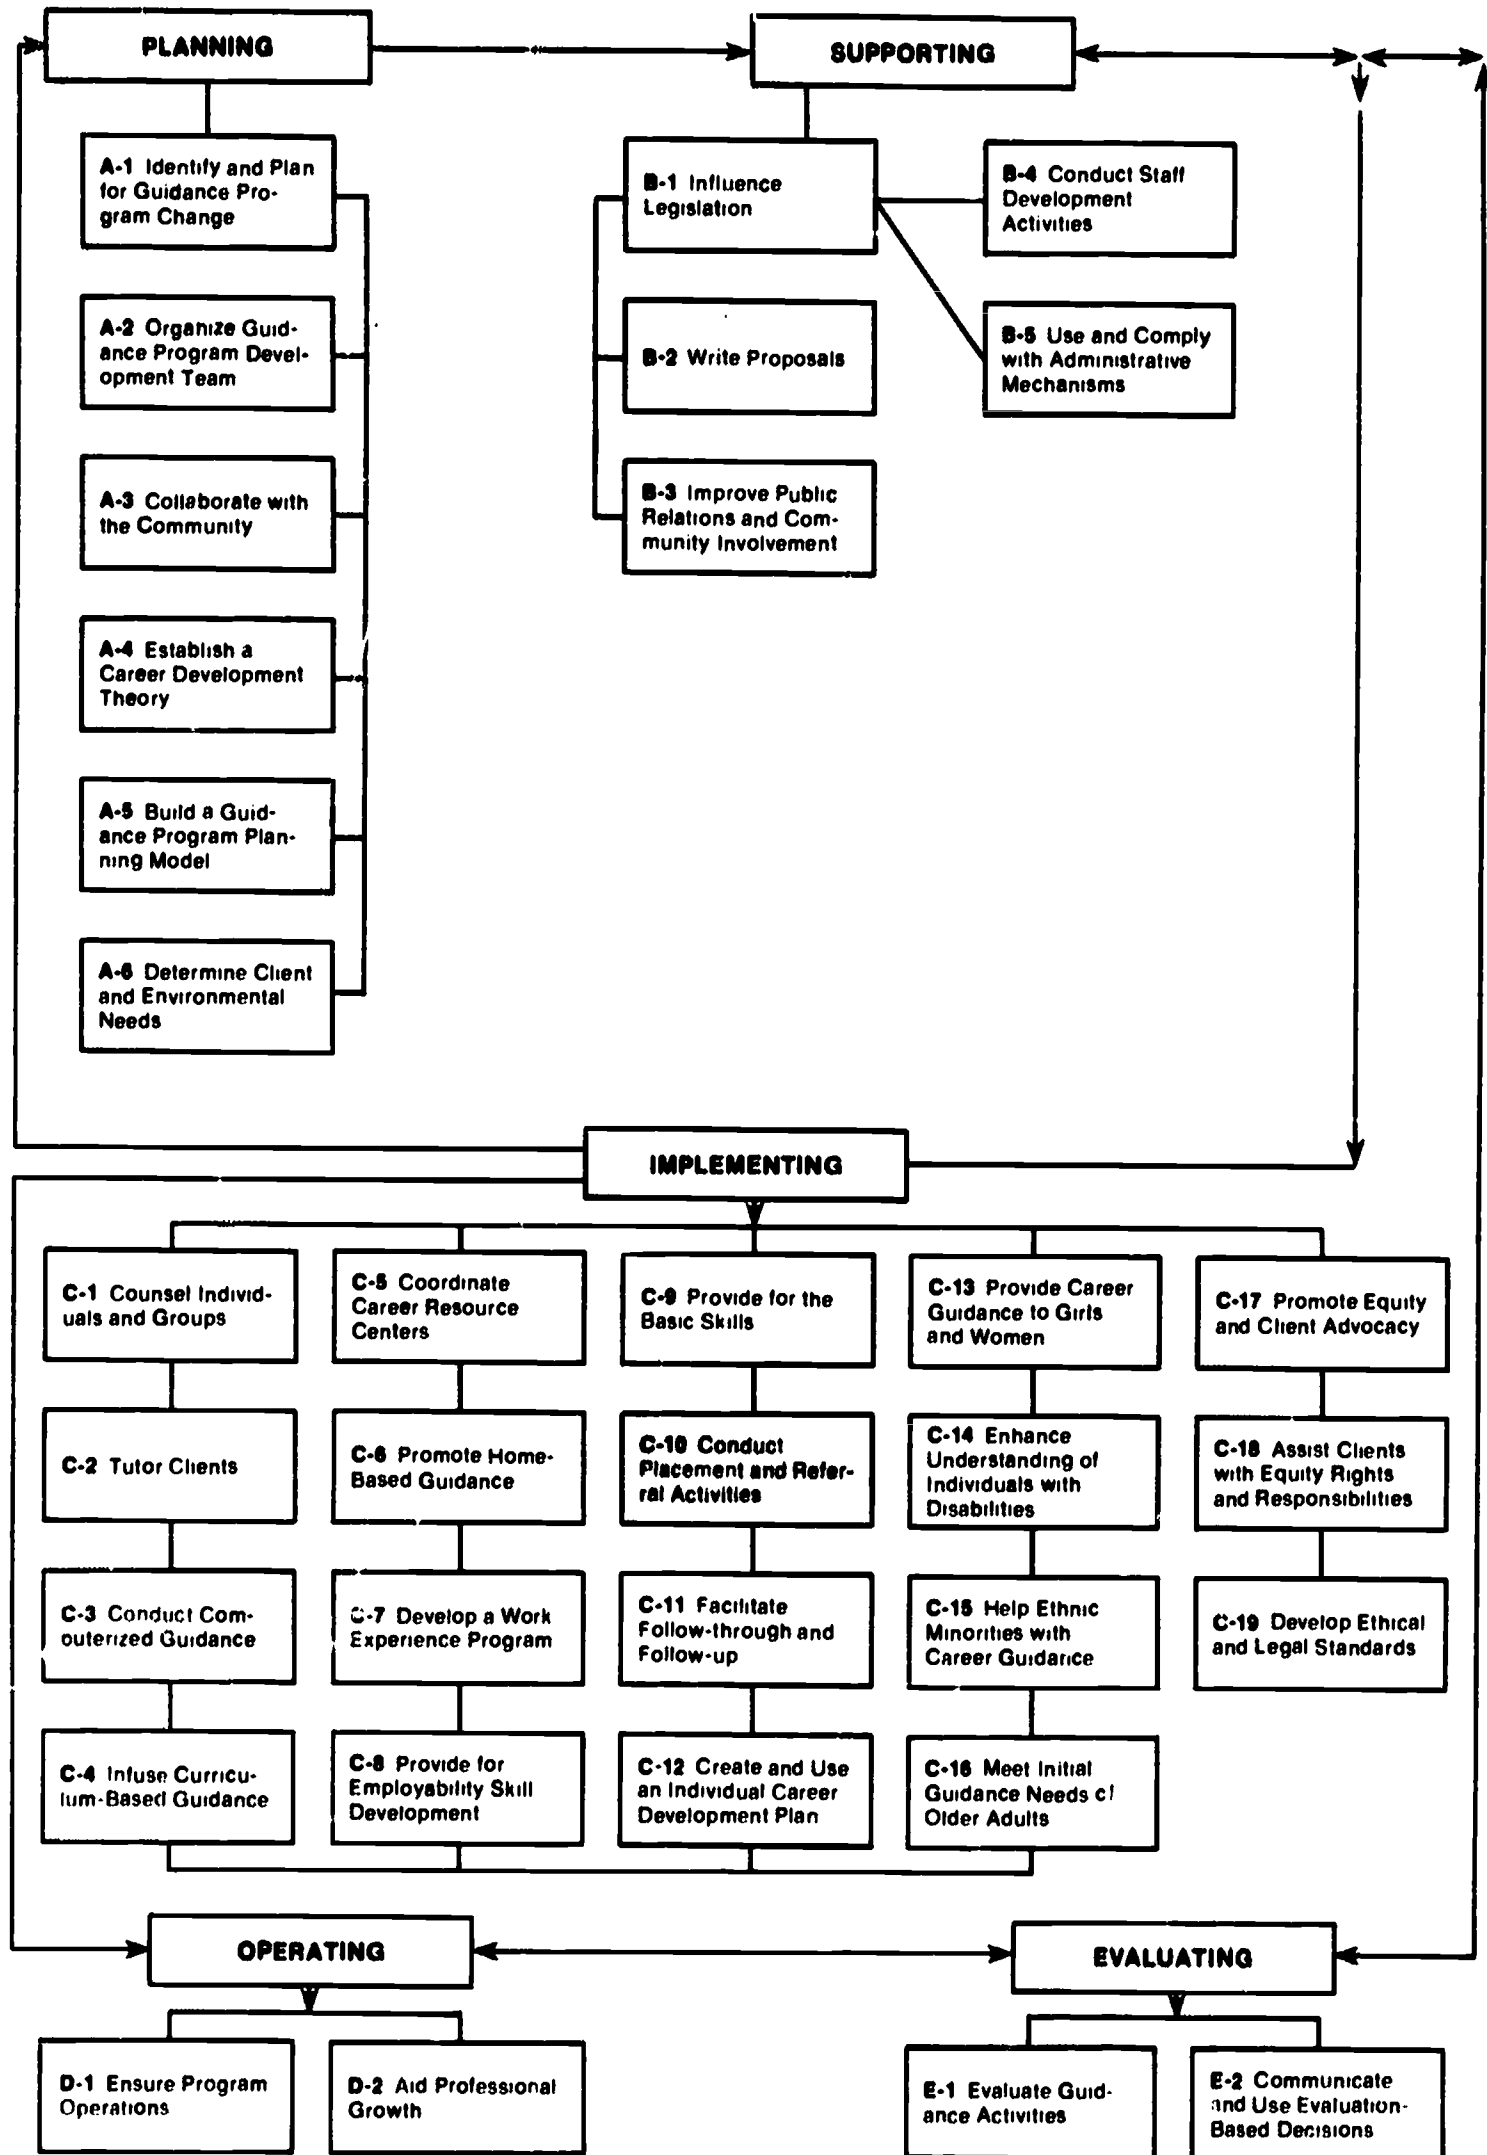 PLANNING
SUPPORTING
A-1 Identify and Plan
for Guidance Pro-
gram Change
A-2 Organize Guid-
ance Program Devel-
opment Team
A-3 Collaborate with
the Community
A-4 Establish a
Career Development
Theory
A-5 Build a Guid-
ance Program Plan-
ning Model
A-6 Determine Client
and Environmental
Needs
B-1 Influence
Legislation
B-2 Write Proposals
B-3 Improve Public
Relations and Com-
munity Involvement
B-4 Conduct Staff
Development
Activities
B-5 Use and Comply
with Administrative
Mechanisms
IMPLEMENTING
C-1 Counsel Individ-
uals and Groups
C-2 Tutor Clients
C-3 Conduct Com-
puterized Guidance
C-4 Infuse Curricu-
lum-Based Guidance
C-5 Coordinate
Career Resource
Centers
C-6 Promote Home-
Based Guidance
C-7 Develop a Work
Experience Program
C-8 Provide for
Employability Skill
Development
C-9 Provide for the
Basic Skills
C-10 Conduct
Placement and Refer-
ral Activities
C-11 Facilitate
Follow-through and
Follow-up
C-12 Create and Use
an Individual Career
Development Plan
C-13 Provide Career
Guidance to Girls
and Women
C-14 Enhance
Understanding of
Individuals with
Disabilities
C-15 Help Ethnic
Minorities with
Career Guidance
C-16 Meet Initial
Guidance Needs of
Older Adults
C-17 Promote Equity
and Client Advocacy
C-18 Assist Clients
with Equity Rights
and Responsibilities
C-19 Develop Ethical
and Legal Standards
OPERATING
EVALUATING
D-1 Ensure Program
Operations
D-2 Aid Professional
Growth
E-1 Evaluate Guid-
ance Activities
E-2 Communicate
and Use Evaluation-
Based Decisions